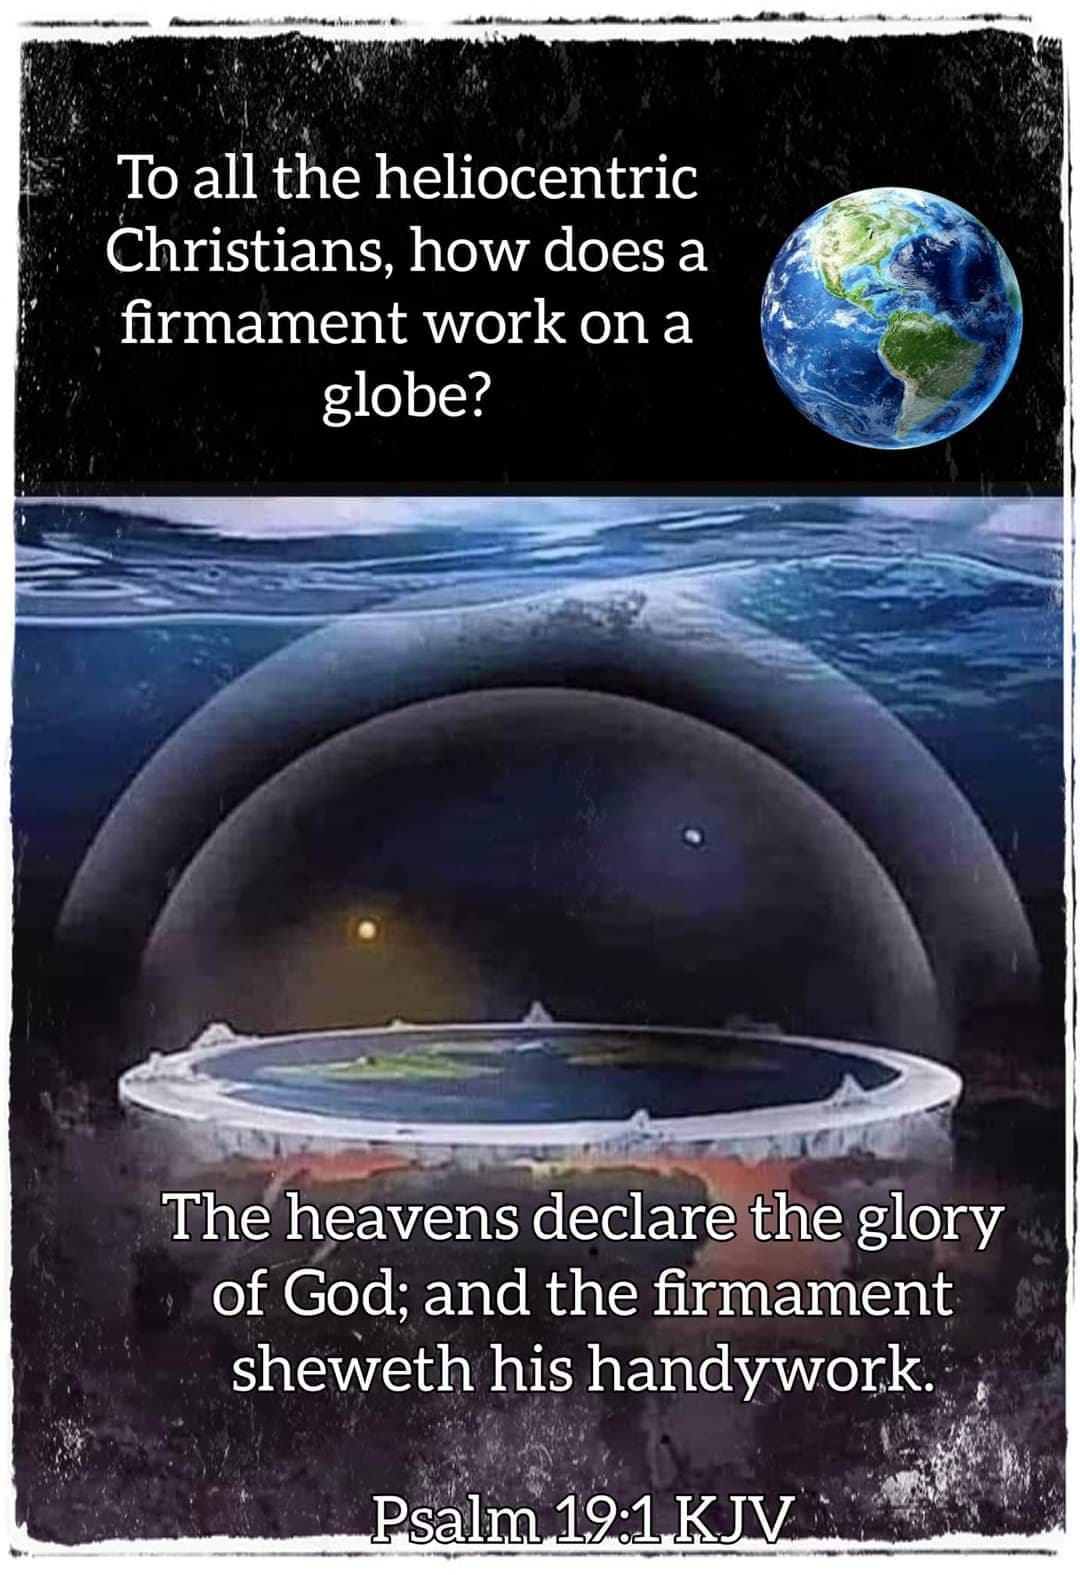 To all the heliocentric
Christians, how does a
firmament work on a
globe?
The heavens declare the glory
of God; and the firmament
sheweth his handywork.
Psalm 19:1 KJV